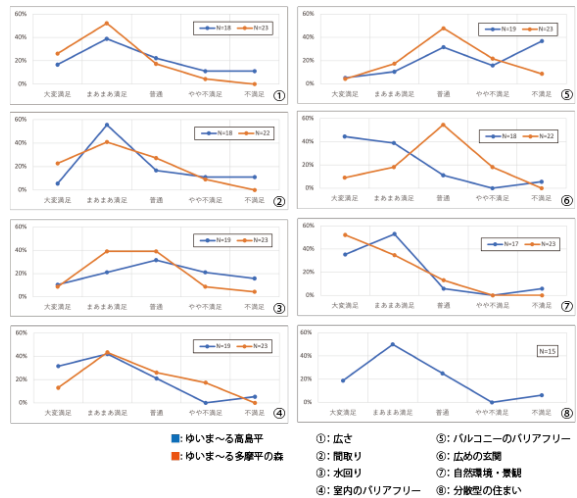 60%
40%
20%
0%
N=18 N=23
大変満足 まあまあ満足 普通 やや不満足 不満足
①
60%
40%
20%
0%
N=18 N=22
大変満足 まあまあ満足 普通 やや不満足 不満足
②
60%
40%
20%
0%
N=19 N=23
大変満足 まあまあ満足 普通 やや不満足 不満足
③
60%
40%
20%
0%
N=19 N=23
大変満足 まあまあ満足 普通 やや不満足 不満足
④
60%
40%
20%
0%
N=19 N=23
大変満足 まあまあ満足 普通 やや不満足 不満足
⑤
60%
40%
20%
0%
N=18 N=22
大変満足 まあまあ満足 普通 やや不満足 不満足
⑥
60%
40%
20%
0%
N=17 N=23
大変満足 まあまあ満足 普通 やや不満足 不満足
⑦
60%
40%
20%
0%
N=15
大変満足 まあまあ満足 普通 やや不満足 不満足
⑧
:ゆいま～る高島平
:ゆいま～る多摩平の森
①:広さ
②:間取り
③:水回り
④:室内のバリアフリー
⑤:バルコニーのバリアフリー
⑥:広めの玄関
⑦:自然環境・景観
⑧:分散型の住まい